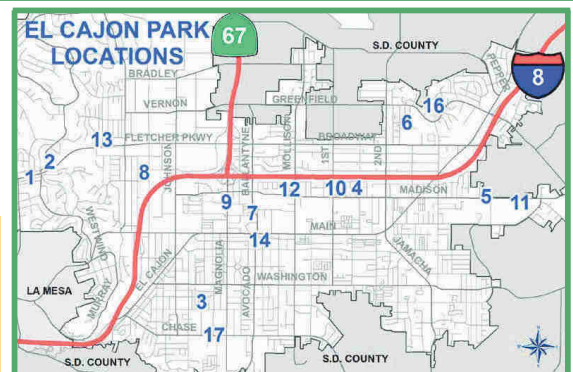 EL CAJON PARK
LOCATIONS
67
S.D. COUNTY
8
PEPPER
BRADLEY
VERNON
GREENFIELD
16
6
13
FLETCHER PKWY
BROADWAY
MOLLISON
1ST
2ND
BALLANTYNE
JOHNSON
2
1
8
9
12
10
4
MADISON
5
11
7
WESTWIND
MAIN
14
JAMACHA
EL CAJON
MAGNOLIA
AVOCADO
WASHINGTON
LA MESA
MURRAY
3
CHASE
17
S.D. COUNTY
S.D. COUNTY